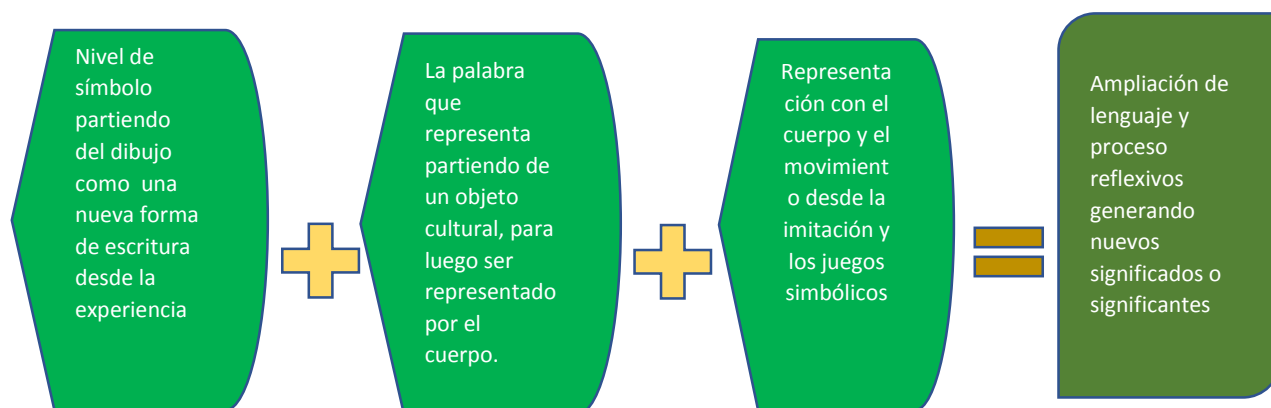 Nivel de
símbolo
partiendo
del dibujo
como una
nueva forma
de escritura
desde la
experiencia
La palabra
que
representa
partiendo de
un objeto
cultural, para
luego ser
representado
por el
cuerpo.
Representa
ción con el
cuerpo y el
movimient
o desde la
imitación y
los juegos
simbólicos
Ampliación de
lenguaje y
proceso
reflexivos
generando
nuevos
significados o
significantes